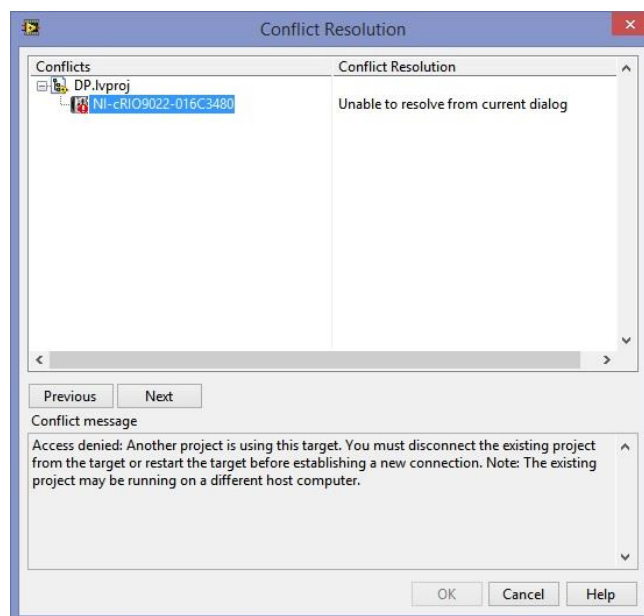 Conflict Resolution
Conflicts Conflict Resolution
DP.lvproj
NI-cRIO9022-016C3480 Unable to resolve from current dialog
Previous Next
Conflict message
Access denied: Another project is using this target. You must disconnect the existing project
from the target or restart the target before establishing a new connection. Note: The existing
project may be running on a different host computer.
OK Cancel Help